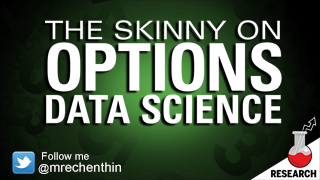 THE SKINNY ON
OPTIONS
DATA SCIENCE
Follow me
@mrechenthin
RESEARCH